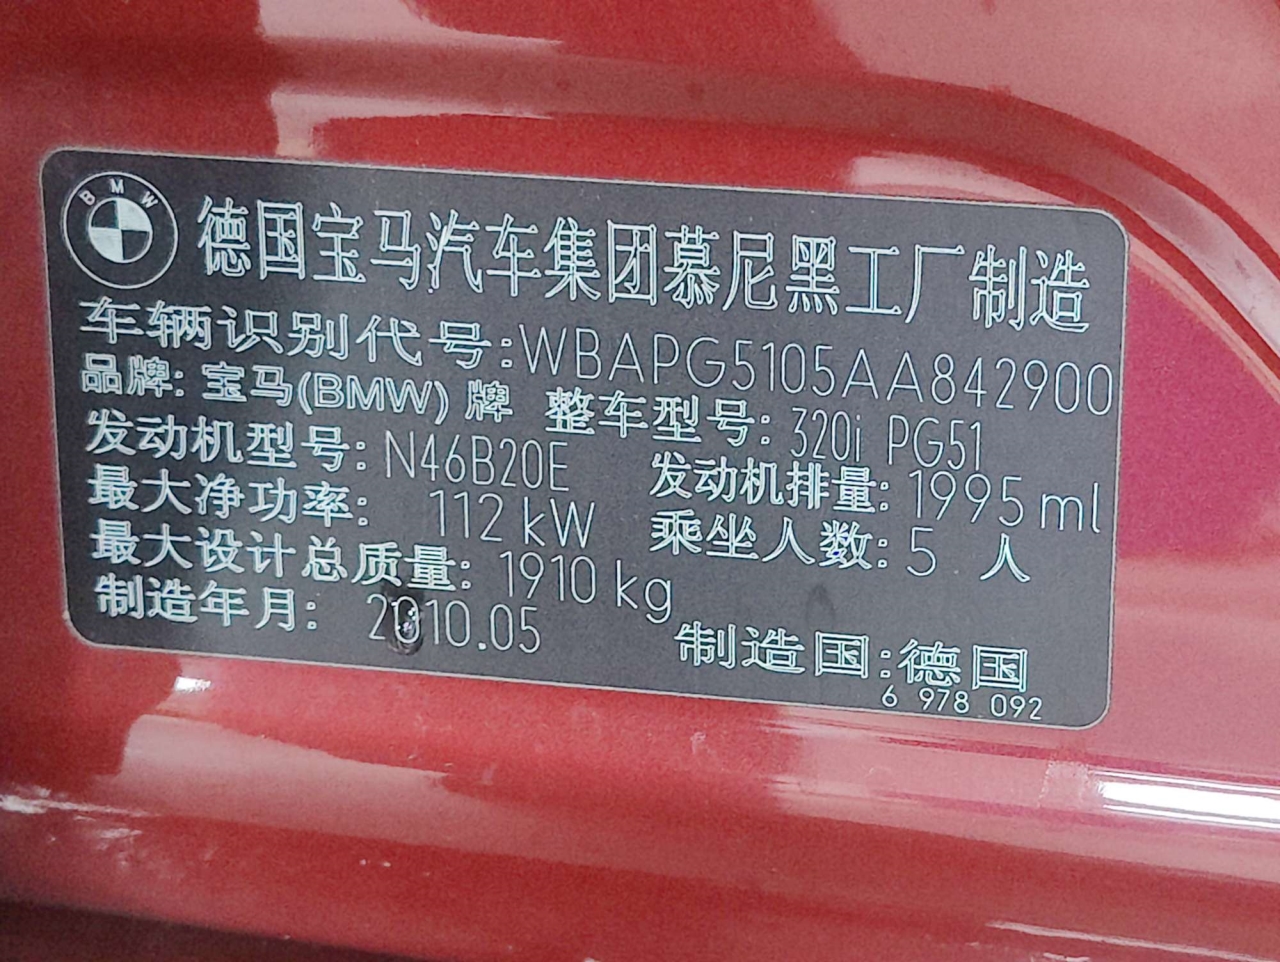 BMW
德国宝马汽车集团慕尼黑工厂 制造
车辆识别代号:WBAPG5105AA842900
品牌: 宝马(BMW) 牌 整车型号: 320i PG51
发动机型号: N46B20E 发动机排量: 1995 ml
最大净功率: 112 kW 乘坐人数: 5 人
最大设计总质量: 1910 kg
制造年月: 2010.05 制造国:德国
6 978 092